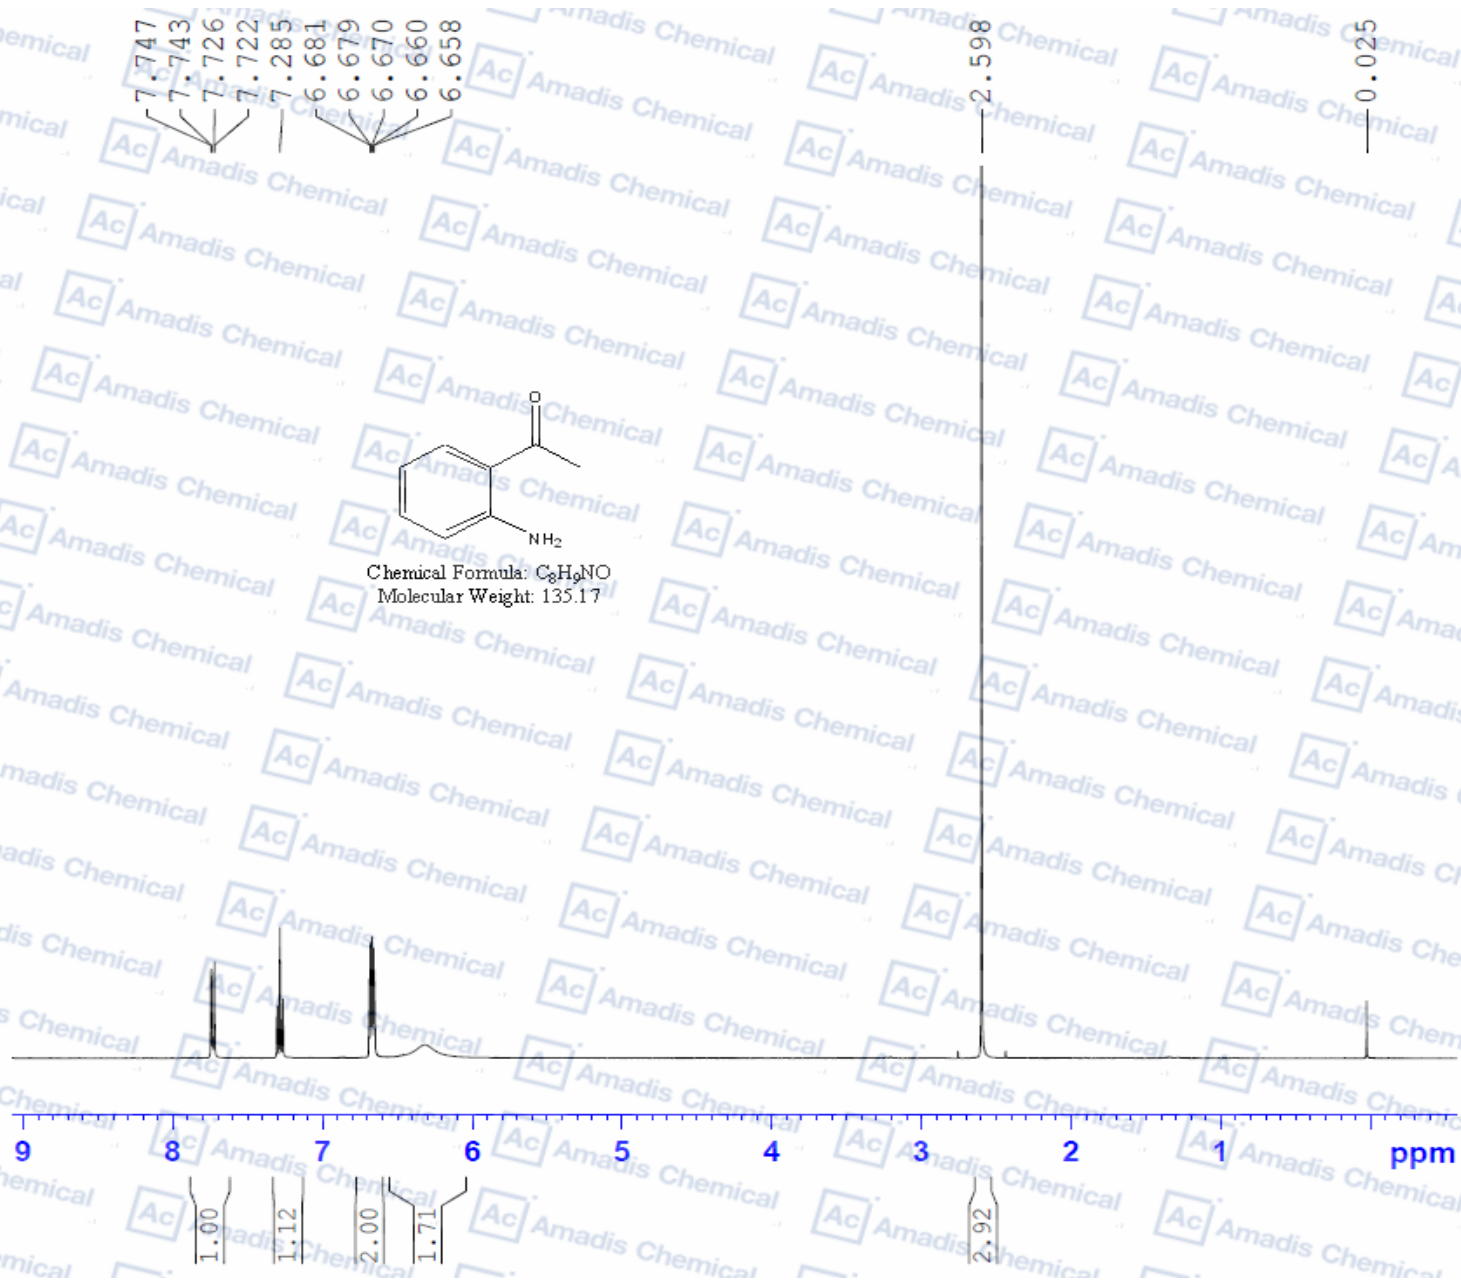 7.747
7.743
7.726
7.722
7.285
6.681
6.679
6.670
6.660
6.658
2.598
0.025
O
NH₂
Chemical Formula: C₈H₉NO
Molecular Weight: 135.17
9 8 7 6 5 4 3 2 1 ppm
1.00
1.12
2.00
1.71
2.92
Ac Amadis Chemical